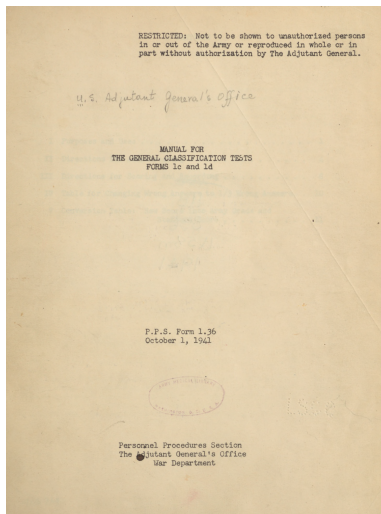 RESTRICTED: Not to be shown to unauthorized persons
in or out of the Army or reproduced in whole or in
part without authorization by The Adjutant General.
U.S. Adjutant General's Office
MANUAL FOR
THE GENERAL CLASSIFICATION TESTS
FORMS 1c and 1d
P.P.S. Form 1.36
October 1, 1941
Personnel Procedures Section
The Adjutant General's Office
War Department